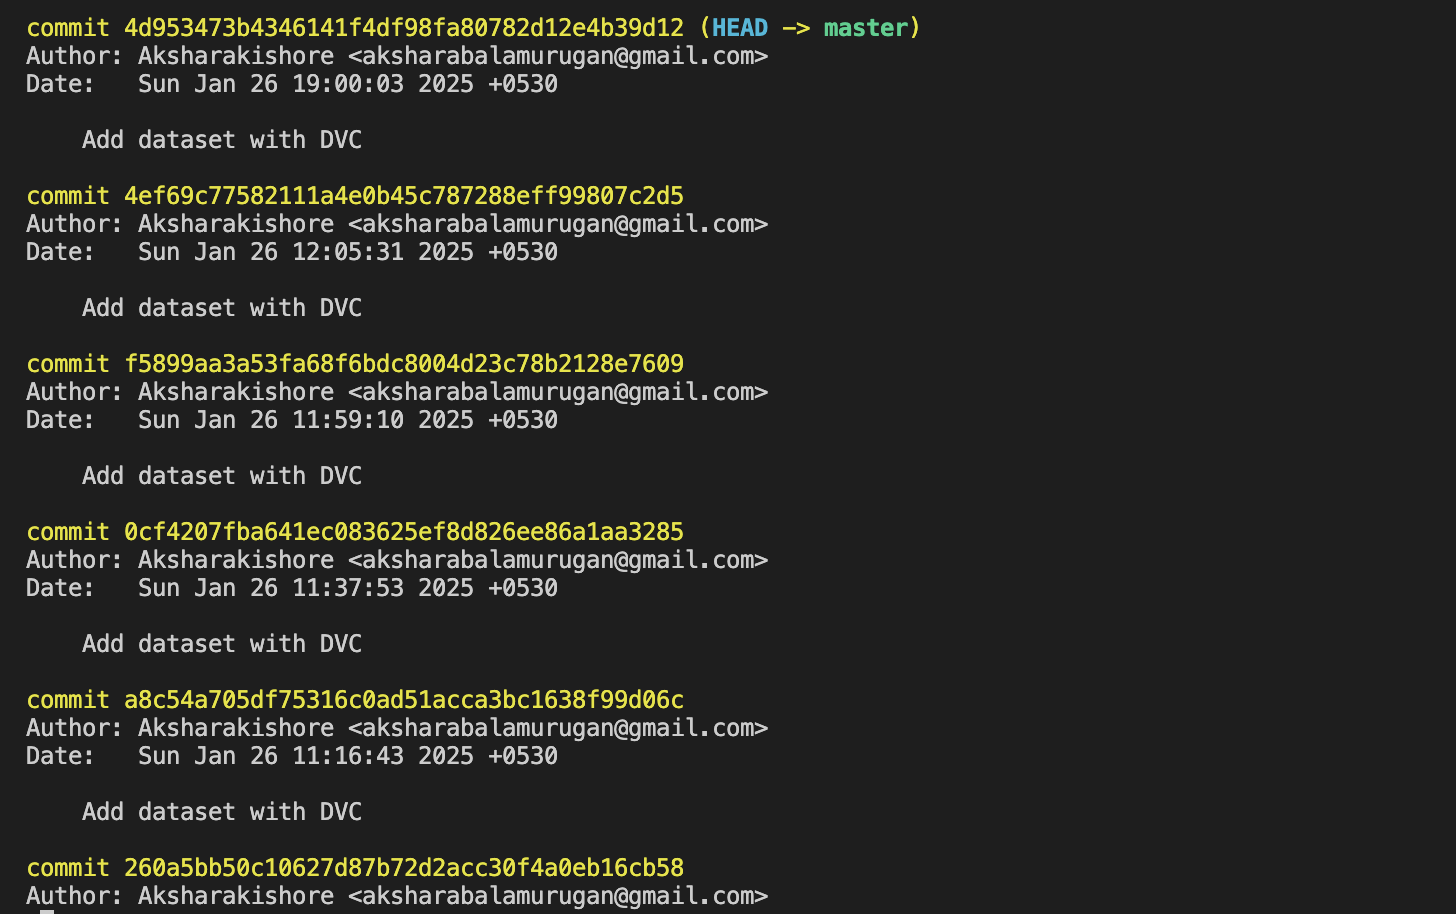 commit 4d953473b4346141f4df98fa80782d12e4b39d12 (HEAD -> master)
Author: Aksharakishore <aksharabalamurugan@gmail.com>
Date:   Sun Jan 26 19:00:03 2025 +0530
    Add dataset with DVC
commit 4ef69c77582111a4e0b45c787288eff99807c2d5
Author: Aksharakishore <aksharabalamurugan@gmail.com>
Date:   Sun Jan 26 12:05:31 2025 +0530
    Add dataset with DVC
commit f5899aa3a53fa68f6bdc8004d23c78b2128e7609
Author: Aksharakishore <aksharabalamurugan@gmail.com>
Date:   Sun Jan 26 11:59:10 2025 +0530
    Add dataset with DVC
commit 0cf4207fba641ec083625ef8d826ee86a1aa3285
Author: Aksharakishore <aksharabalamurugan@gmail.com>
Date:   Sun Jan 26 11:37:53 2025 +0530
    Add dataset with DVC
commit a8c54a705df75316c0ad51acca3bc1638f99d06c
Author: Aksharakishore <aksharabalamurugan@gmail.com>
Date:   Sun Jan 26 11:16:43 2025 +0530
    Add dataset with DVC
commit 260a5bb50c10627d87b72d2acc30f4a0eb16cb58
Author: Aksharakishore <aksharabalamurugan@gmail.com>